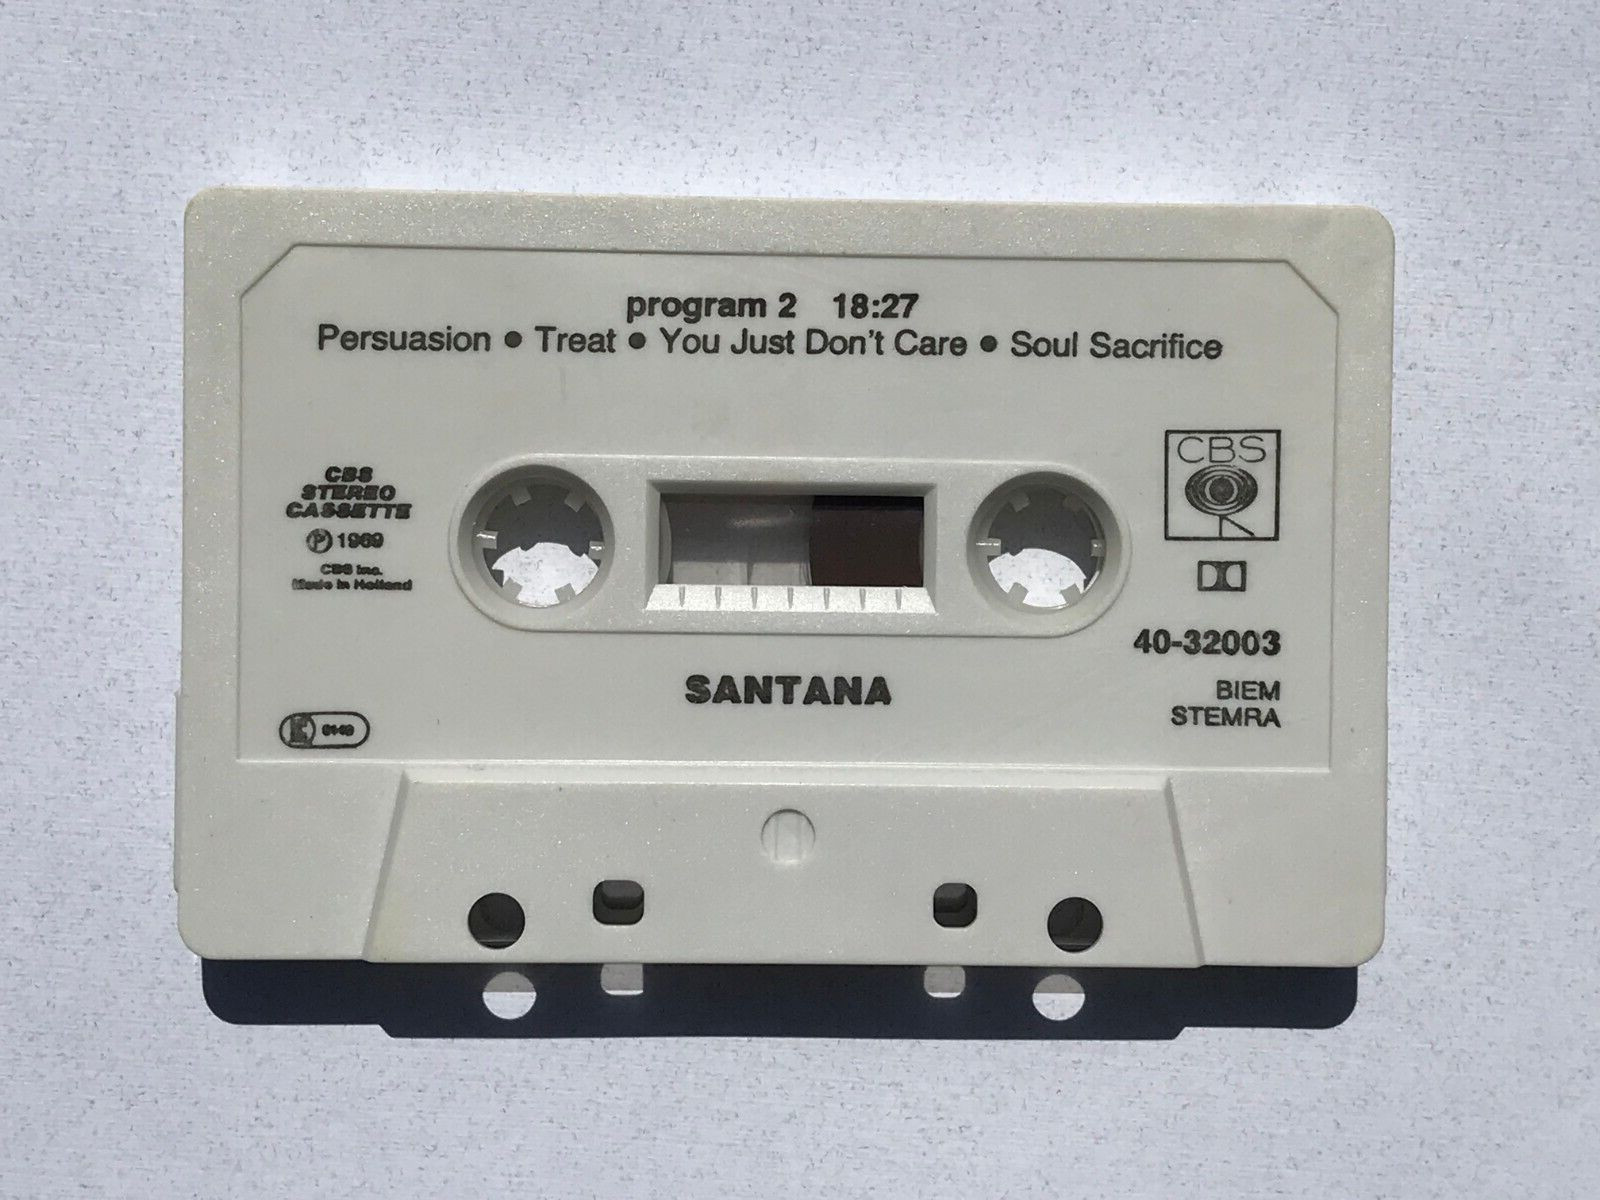 program 2 18:27
Persuasion • Treat • You Just Don't Care • Soul Sacrifice
CBS
STEREO
CASSETTE
Ⓟ 1969
CBS Inc.
Made in Holland
CBS
40-32003
SANTANA
BIEM
STEMRA